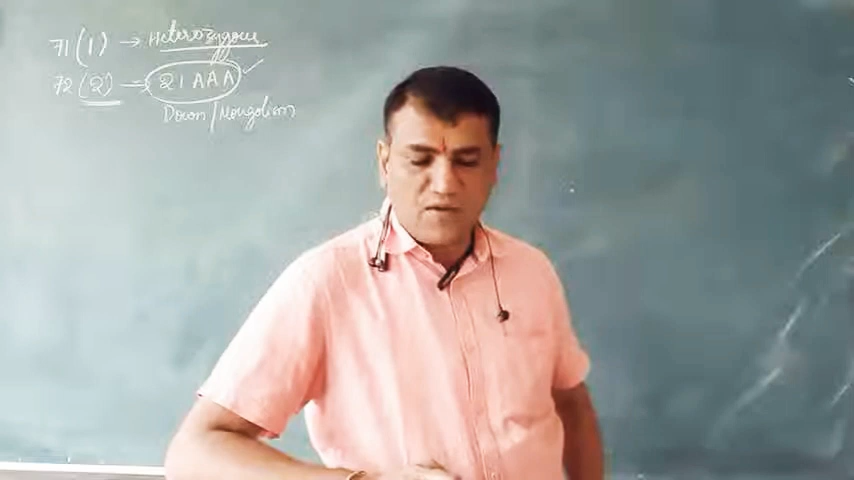 71 (1) → Heterozygous
72 (2) → 21 AAA ✓
Down / Mongolism